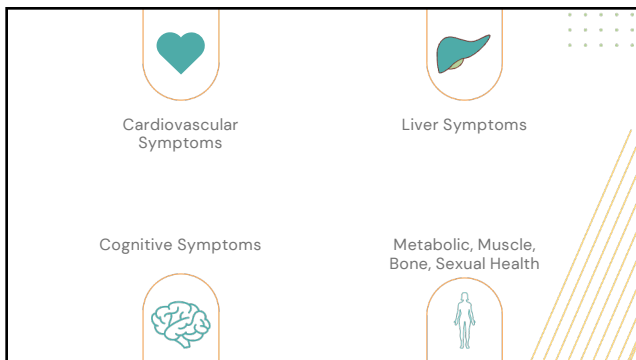 Cardiovascular
Symptoms
Liver Symptoms
Cognitive Symptoms
Metabolic, Muscle,
Bone, Sexual Health